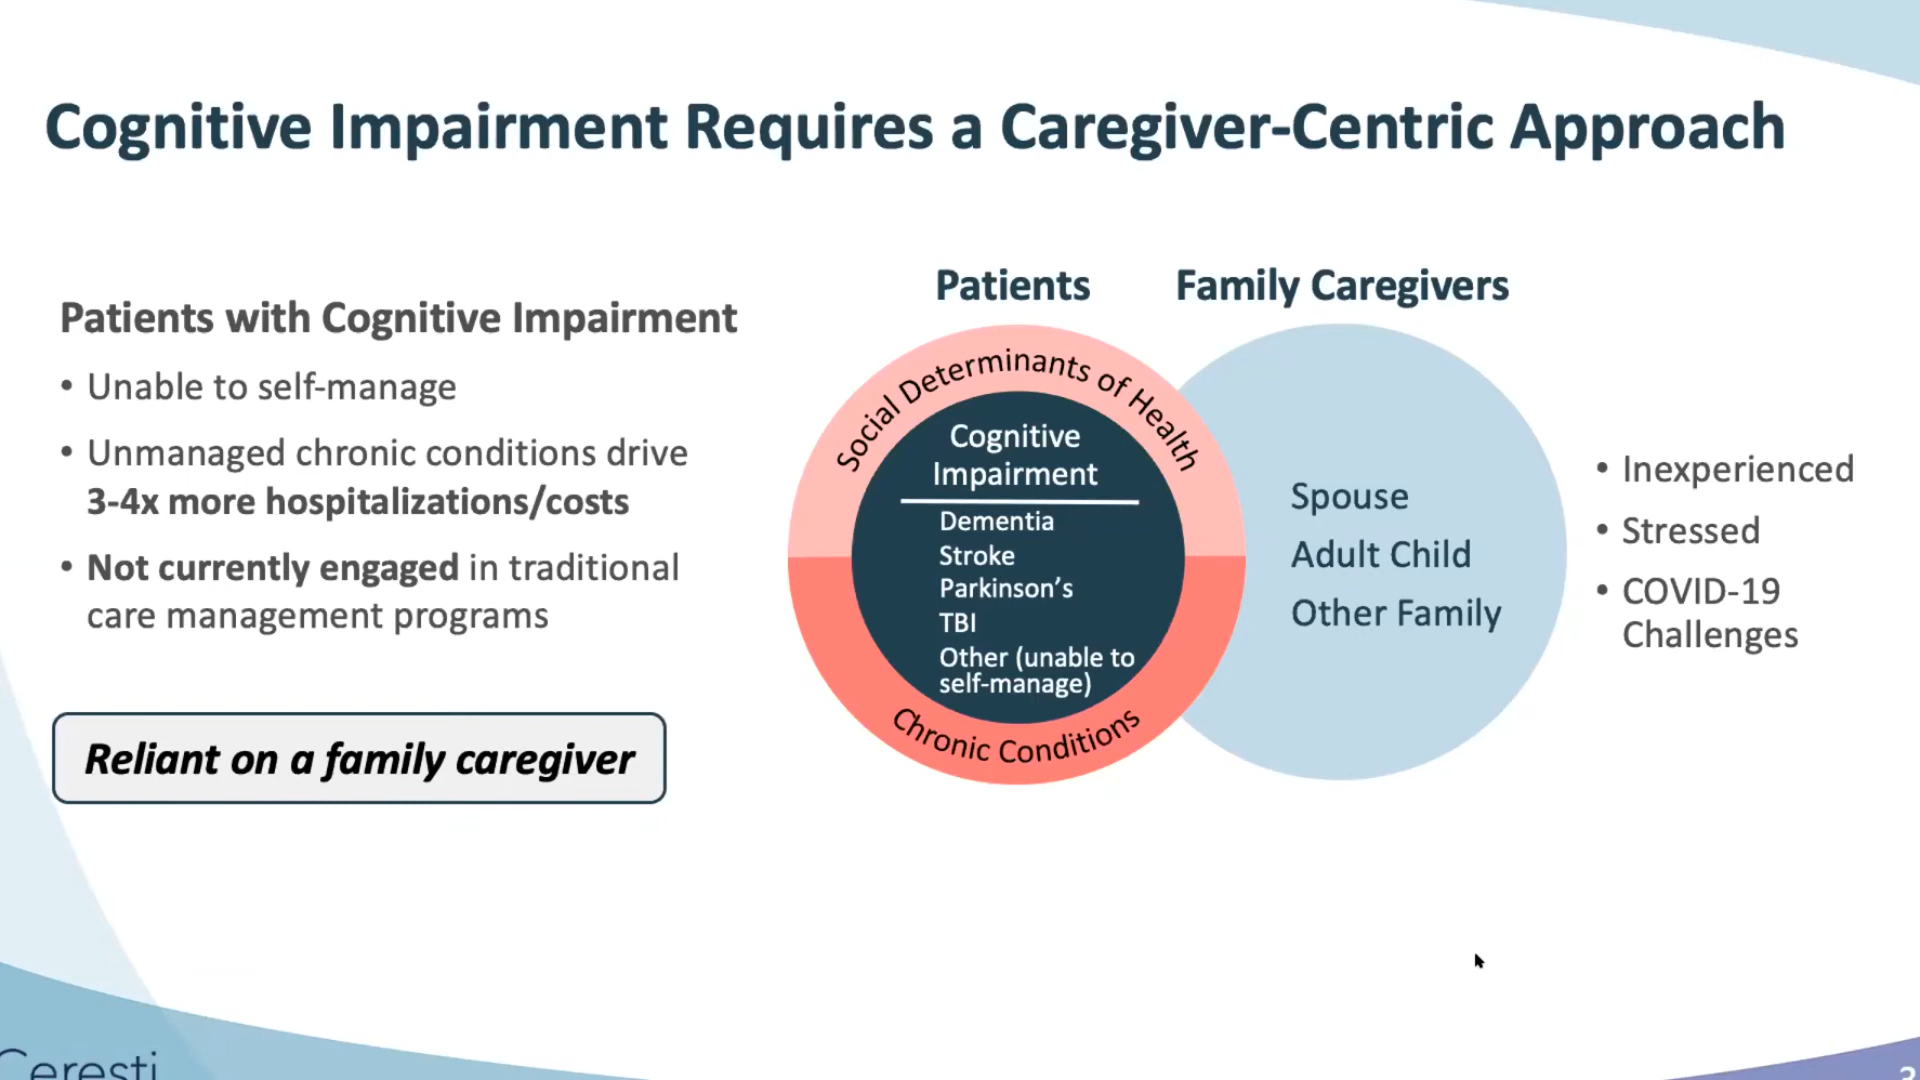 Cognitive Impairment Requires a Caregiver-Centric Approach
Patients with Cognitive Impairment
• Unable to self-manage
• Unmanaged chronic conditions drive
3-4x more hospitalizations/costs
• Not currently engaged in traditional
care management programs
Reliant on a family caregiver
Patients
Social Determinants of Health
Cognitive
Impairment
Dementia
Stroke
Parkinson’s
TBI
Other (unable to
self-manage)
Chronic Conditions
Family Caregivers
Spouse
Adult Child
Other Family
• Inexperienced
• Stressed
• COVID-19
Challenges
Ceresti
3